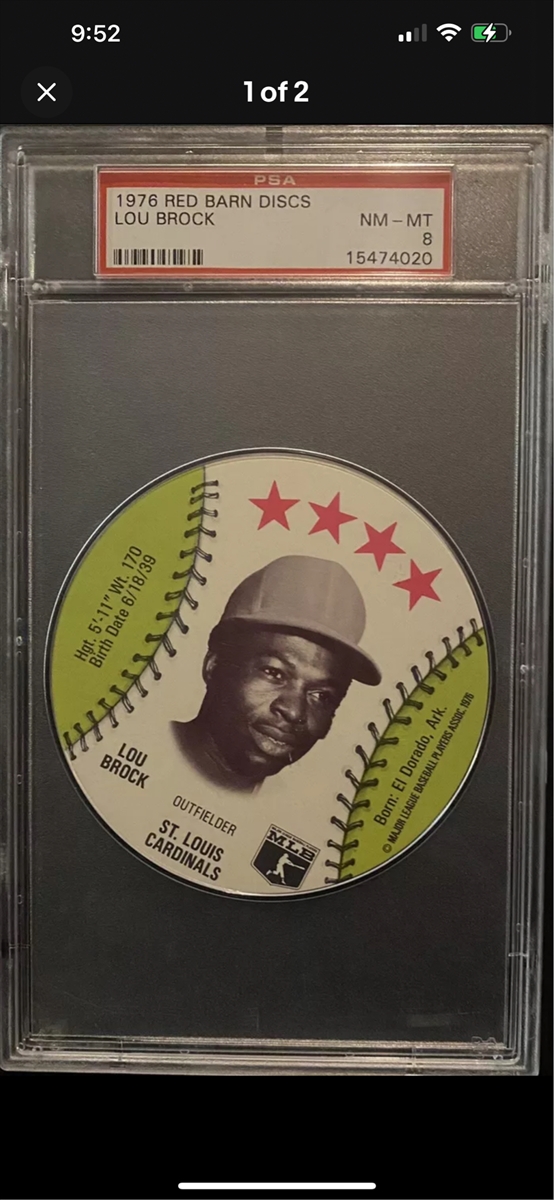 9:52
1 of 2
PSA
1976 RED BARN DISCS
LOU BROCK
NM-MT
8
15474020
Hgt. 5'-11" Wt. 170
Birth Date 6/18/39
LOU
BROCK
OUTFIELDER
ST. LOUIS
CARDINALS
MLB
Born: El Dorado, Ark.
© MAJOR LEAGUE BASEBALL PLAYERS ASSOC. 1976